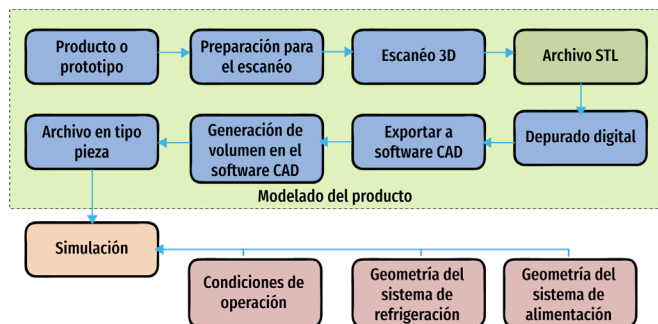 Producto o
prototipo
Preparación para
el escanéo
Escanéo 3D
Archivo STL
Archivo en tipo
pieza
Generación de
volumen en el
software CAD
Exportar a
software CAD
Depurado digital
Modelado del producto
Simulación
Condiciones de
operación
Geometría del
sistema de
refrigeración
Geometría del
sistema de
alimentación